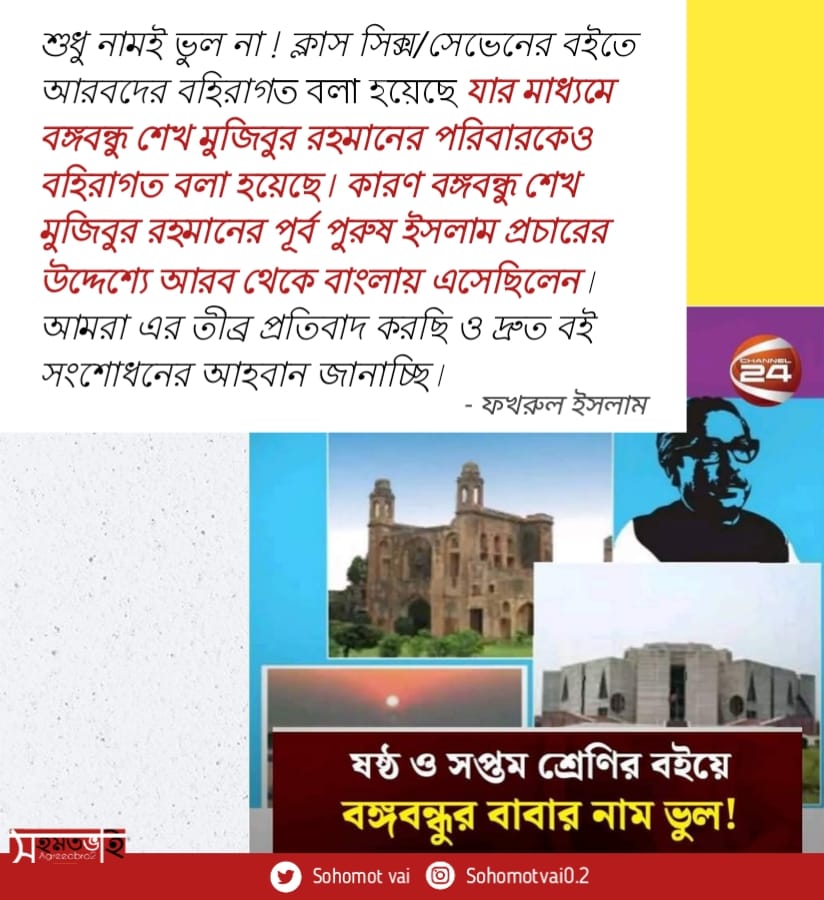 শুধু নামই ভুল না ! ক্লাস সিক্স/সেভেনের বইতে
আরবদের বহিরাগত বলা হয়েছে যার মাধ্যমে
বঙ্গবন্ধু শেখ মুজিবুর রহমানের পরিবারকেও
বহিরাগত বলা হয়েছে। কারণ বঙ্গবন্ধু শেখ
মুজিবুর রহমানের পূর্ব পুরুষ ইসলাম প্রচারের
উদ্দেশ্যে আরব থেকে বাংলায় এসেছিলেন।
আমরা এর তীব্র প্রতিবাদ করছি ও দ্রুত বই
সংশোধনের আহবান জানাচ্ছি।
- ফখরুল ইসলাম
CHANNEL
24
ষষ্ঠ ও সপ্তম শ্রেণির বইয়ে
বঙ্গবন্ধুর বাবার নাম ভুল!
সহমতভাই
Agreeabro2
Sohomot vai Sohomotvai0.2